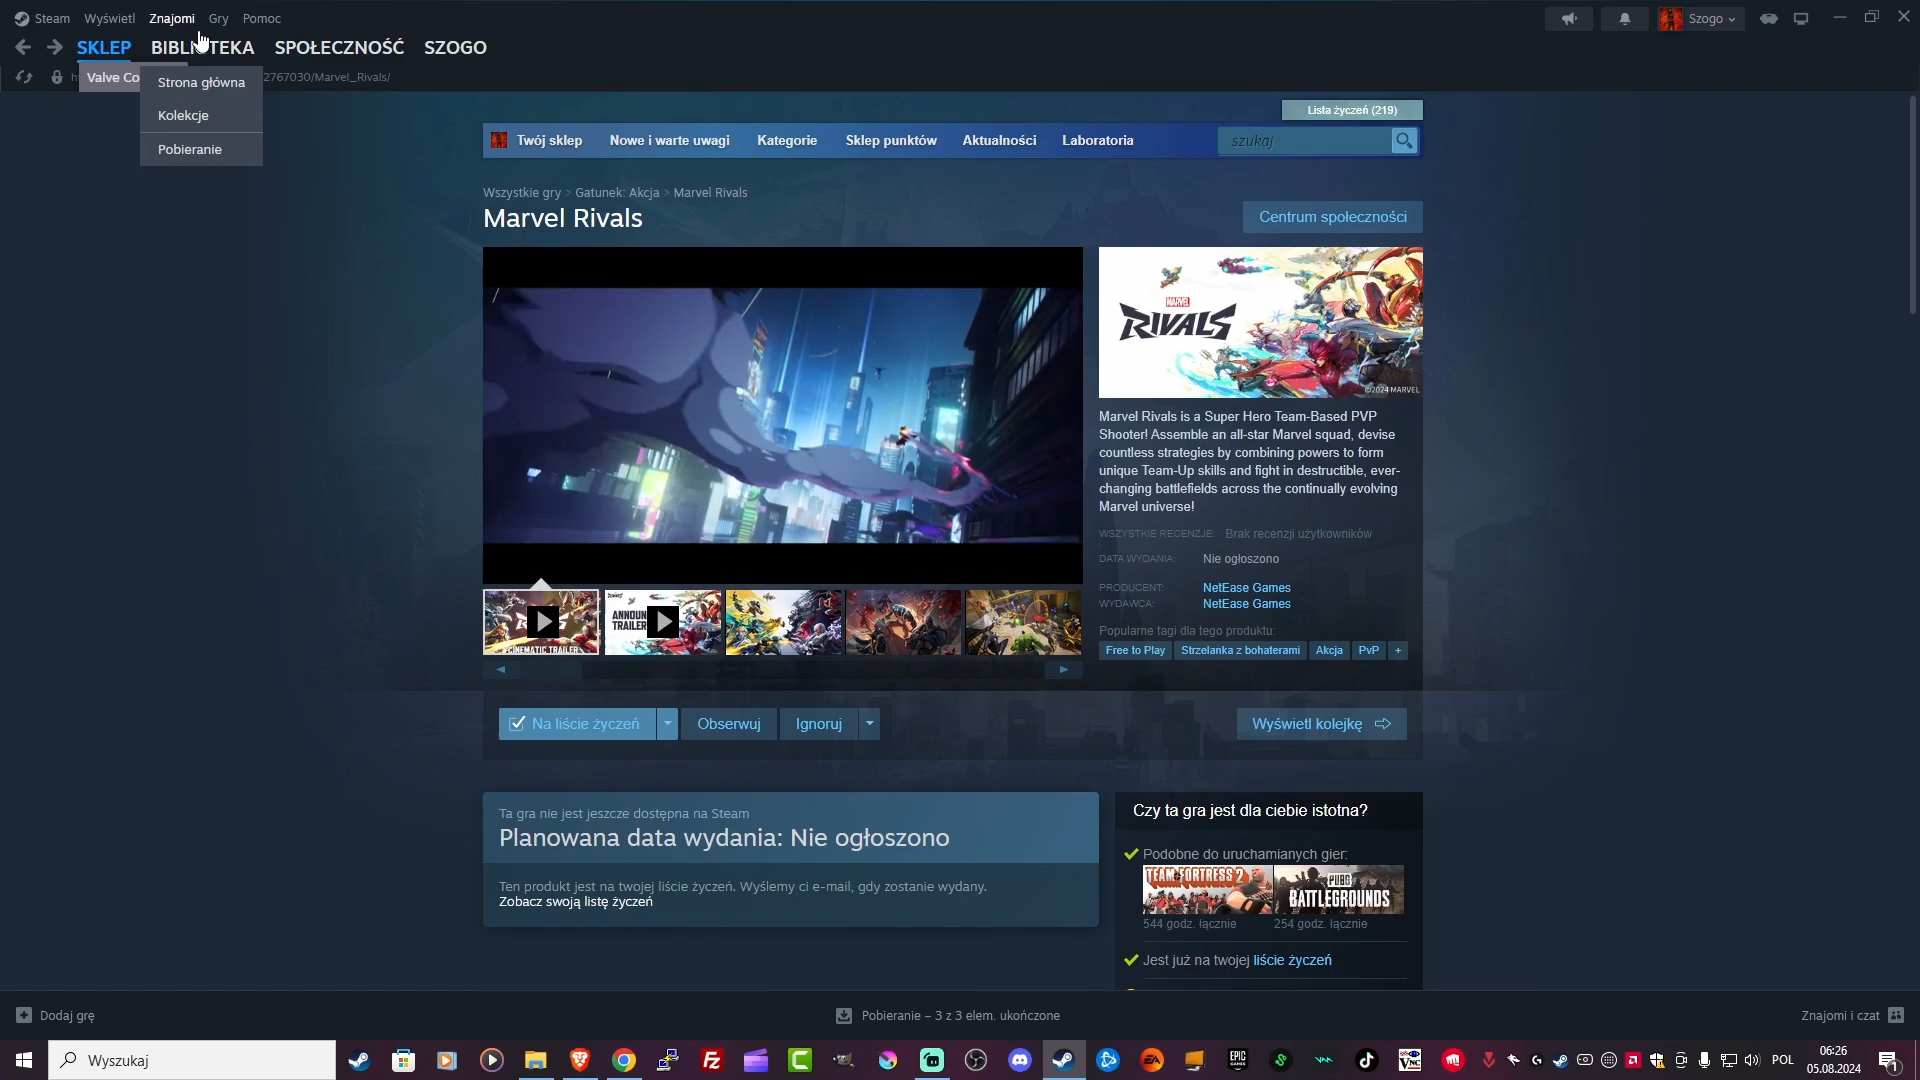 Steam Wyświetl Znajomi Gry Pomoc
Szogo
SKLEP BIBLIOTEKA SPOŁECZNOŚĆ SZOGO
Valve Co 2767030/Marvel_Rivals/
Strona główna
Kolekcje
Pobieranie
Lista życzeń (219)
Twój sklep Nowe i warte uwagi Kategorie Sklep punktów Aktualności Laboratoria szukaj
Wszystkie gry > Gatunek: Akcja > Marvel Rivals
Marvel Rivals
Centrum społeczności
MARVEL
RIVALS
©2024 MARVEL
Marvel Rivals is a Super Hero Team-Based PVP
Shooter! Assemble an all-star Marvel squad, devise
countless strategies by combining powers to form
unique Team-Up skills and fight in destructible, ever-
changing battlefields across the continually evolving
Marvel universe!
WSZYSTKIE RECENZJE: Brak recenzji użytkowników
DATA WYDANIA: Nie ogłoszono
PRODUCENT: NetEase Games
WYDAWCA: NetEase Games
Popularne tagi dla tego produktu:
Free to Play Strzelanka z bohaterami Akcja PvP +
CINEMATIC TRAILER
TRAILER
Na liście życzeń Obserwuj Ignoruj Wyświetl kolejkę
Ta gra nie jest jeszcze dostępna na Steam
Planowana data wydania: Nie ogłoszono
Ten produkt jest na twojej liście życzeń. Wyślemy ci e-mail, gdy zostanie wydany.
Zobacz swoją listę życzeń
Czy ta gra jest dla ciebie istotna?
Podobne do uruchamianych gier:
TEAM FORTRESS 2
PUBG
BATTLEGROUNDS
544 godz. łącznie 254 godz. łącznie
Jest już na twojej liście życzeń
Dodaj grę
Pobieranie – 3 z 3 elem. ukończone
Znajomi i czat
Wyszukaj
EA
EPIC
GAMES
VNC
POL
06:26
05.08.2024
1